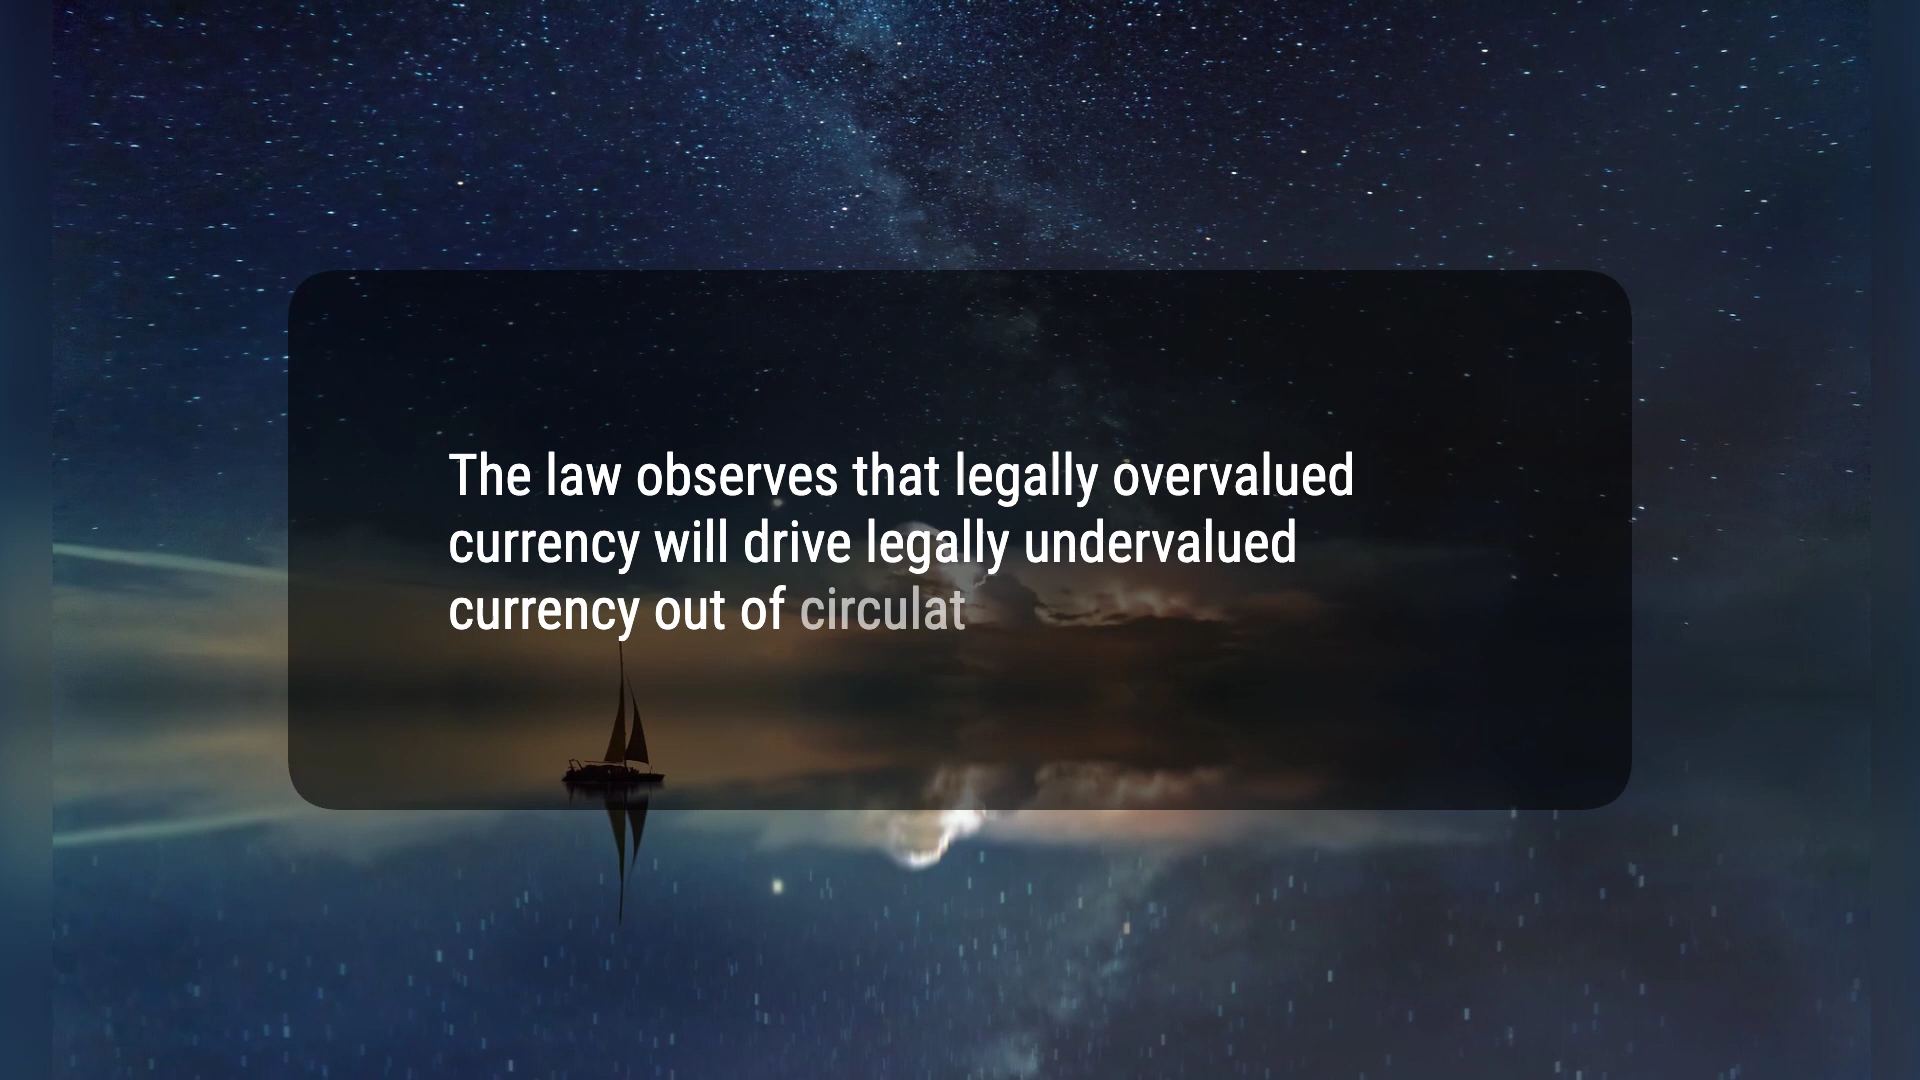 The law observes that legally overvalued
currency will drive legally undervalued
currency out of circulat